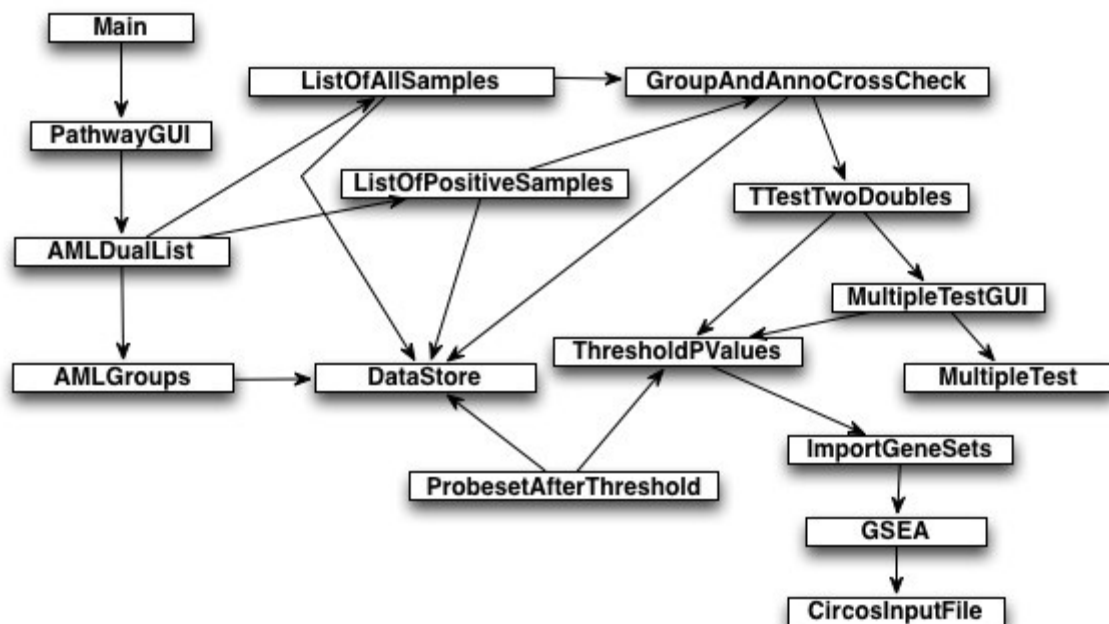 Main
ListOfAllSamples
GroupAndAnnoCrossCheck
PathwayGUI
ListOfPositiveSamples
TTestTwoDoubles
AMLDualList
MultipleTestGUI
ThresholdPValues
AMLGroups
DataStore
MultipleTest
ImportGeneSets
ProbesetAfterThreshold
GSEA
CircosInputFile